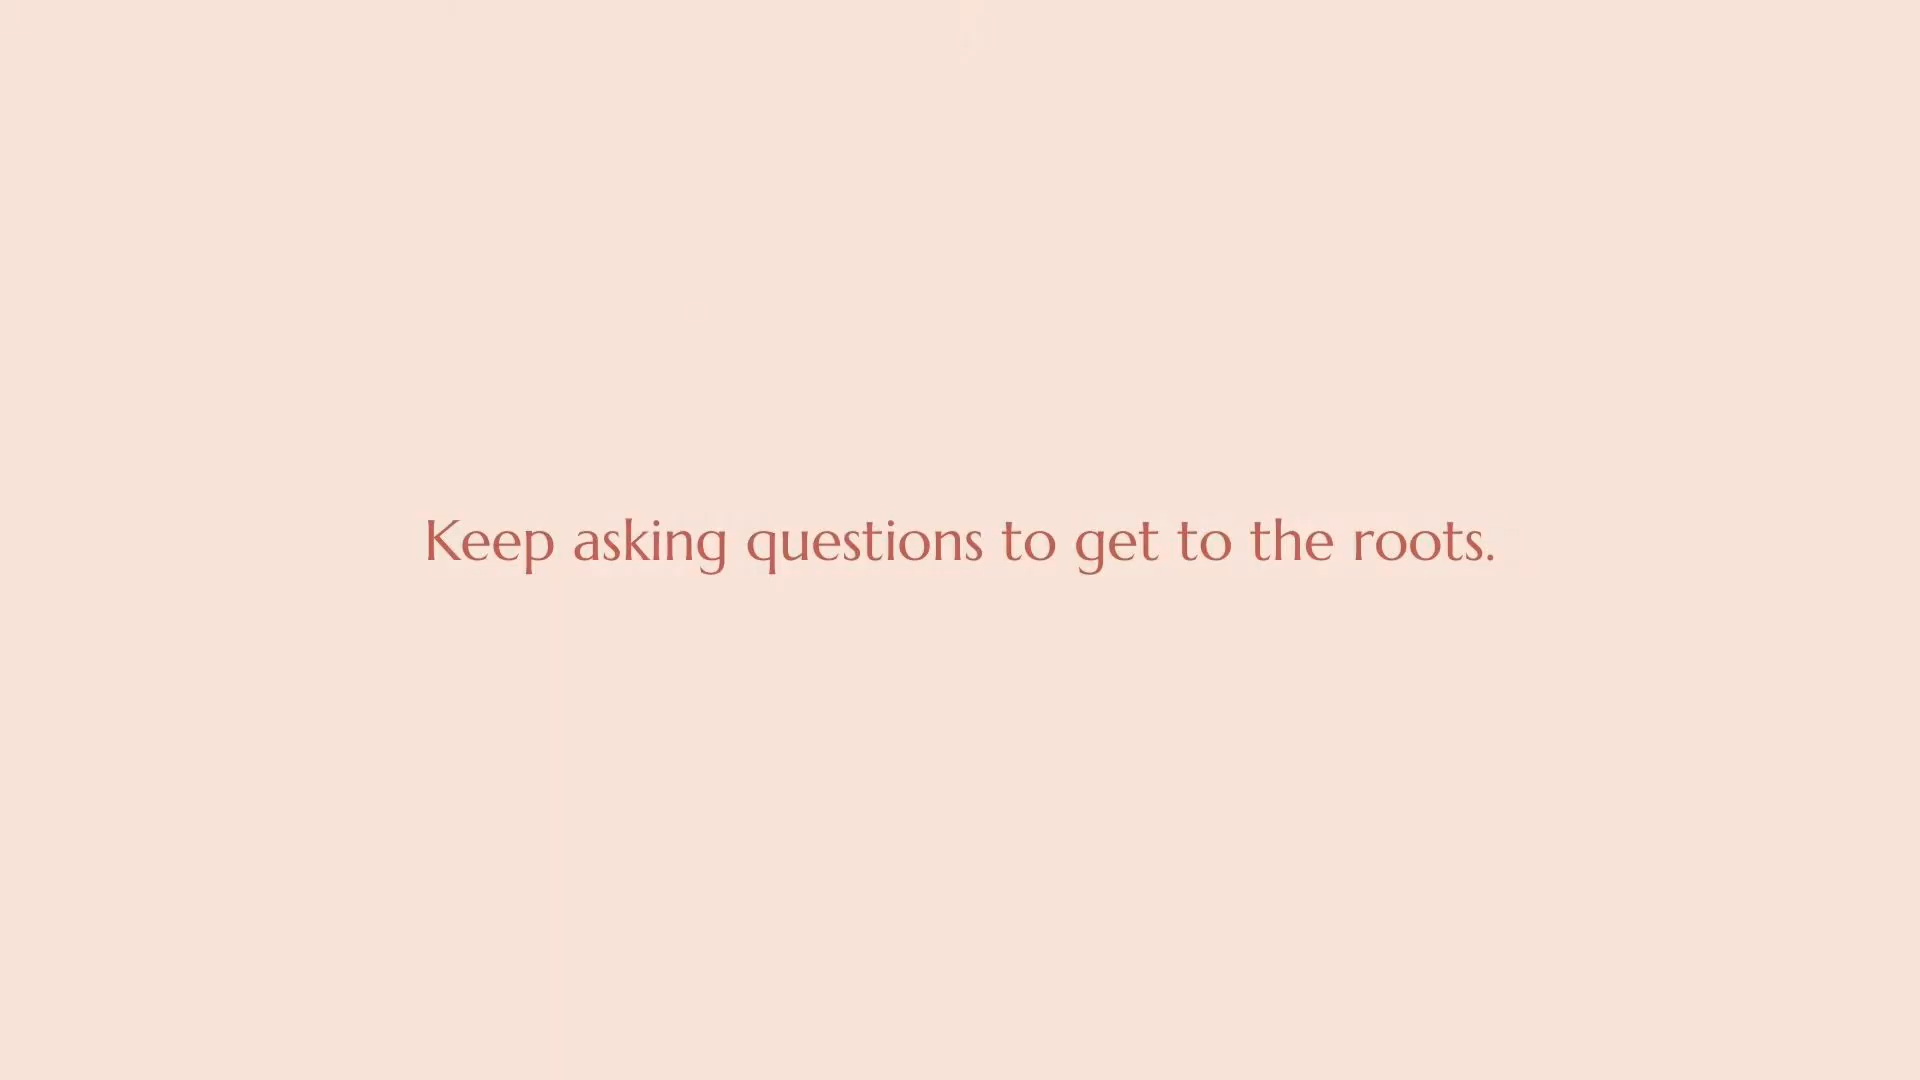 Keep asking questions to get to the roots.